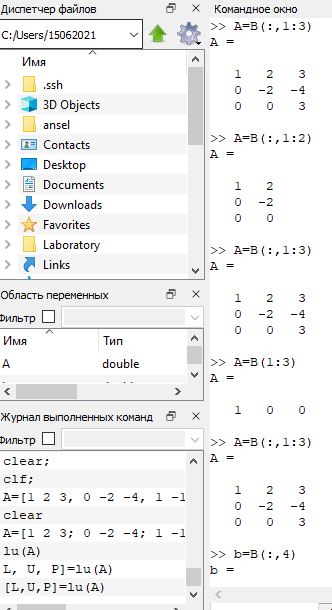 Диспетчер файлов
C:/Users/15062021
Имя
.ssh
3D Objects
ansel
Contacts
Desktop
Documents
Downloads
Favorites
Laboratory
Links
Область переменных
Фильтр
Имя
Тип
A
double
Журнал выполненных команд
Фильтр
clear;
clf;
A=[1 2 3, 0 -2 -4, 1 -1
clear
A=[1 2 3; 0 -2 -4; 1 -1
lu(A)
L, U, P]=lu(A)
[L,U,P]=lu(A)
Командное окно
>> A=B(:,1:3)
A =
1 2 3
0 -2 -4
0 0 3
>> A=B(:,1:2)
A =
1 2
0 -2
0 0
>> A=B(:,1:3)
A =
1 2 3
0 -2 -4
0 0 3
>> A=B(1:3)
A =
1 0 0
>> A=B(:,1:3)
A =
1 2 3
0 -2 -4
0 0 3
>> b=B(:,4)
b =